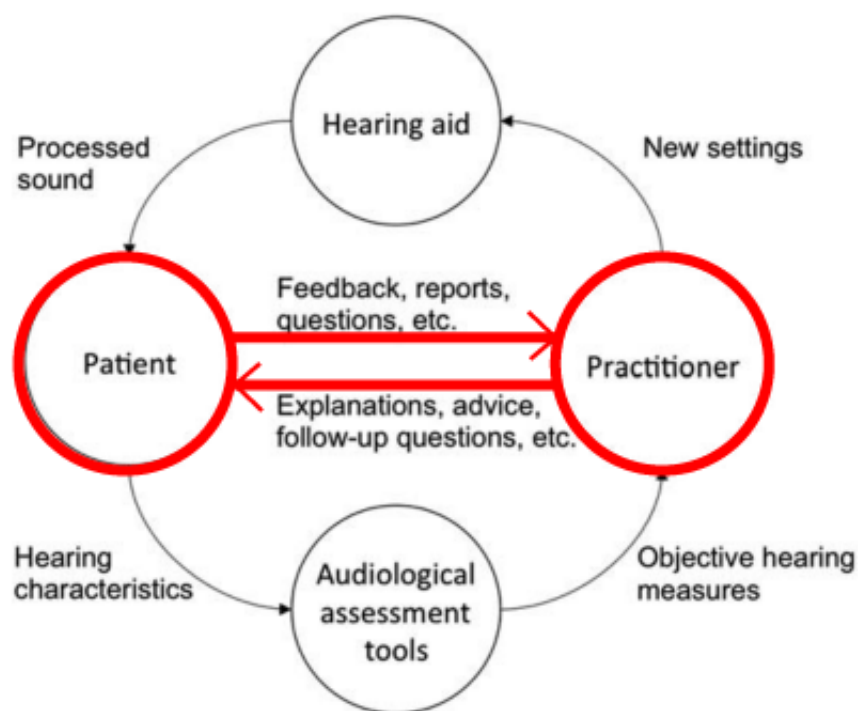 Hearing aid
Processed
sound
New settings
Feedback, reports,
questions, etc.
Patient
Practitioner
Explanations, advice,
follow-up questions, etc.
Hearing
characteristics
Audiological
assessment
tools
Objective hearing
measures